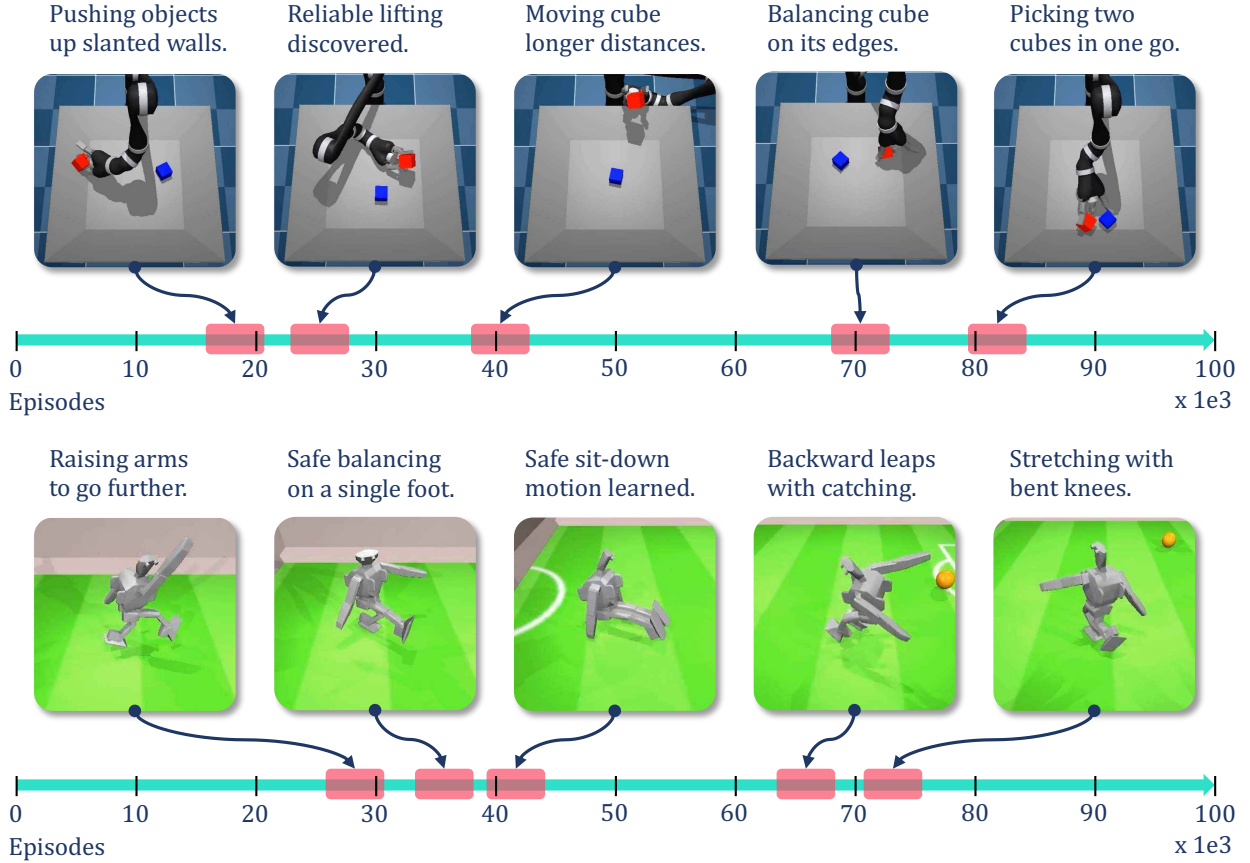 Pushing objects
up slanted walls.
Reliable lifting
discovered.
Moving cube
longer distances.
Balancing cube
on its edges.
Picking two
cubes in one go.
0 10 20 30 40 50 60 70 80 90 100
Episodes x 1e3
Raising arms
to go further.
Safe balancing
on a single foot.
Safe sit-down
motion learned.
Backward leaps
with catching.
Stretching with
bent knees.
0 10 20 30 40 50 60 70 80 90 100
Episodes x 1e3